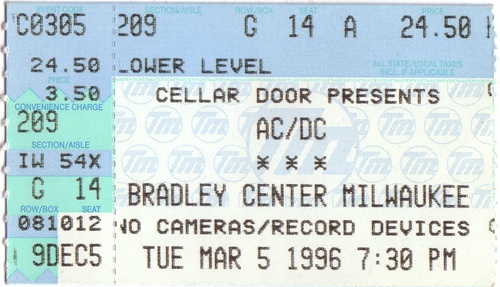 EVENT CODE SECTION/AISLE ROW/BOX SEAT ADMISSION
C0305 209 G 14 A 24.50
24.50 LOWER LEVEL ALL STATE/LOCAL TAXES
PRICE INCL. IF APPLICABLE
3.50 CELLAR DOOR PRESENTS
CONVENIENCE CHARGE
209 AC/DC
SECTION/AISLE
IW 54X * * *
G 14 BRADLEY CENTER MILWAUKEE
ROW/BOX SEAT
081012 NO CAMERAS/RECORD DEVICES
9DEC5 TUE MAR 5 1996 7:30 PM